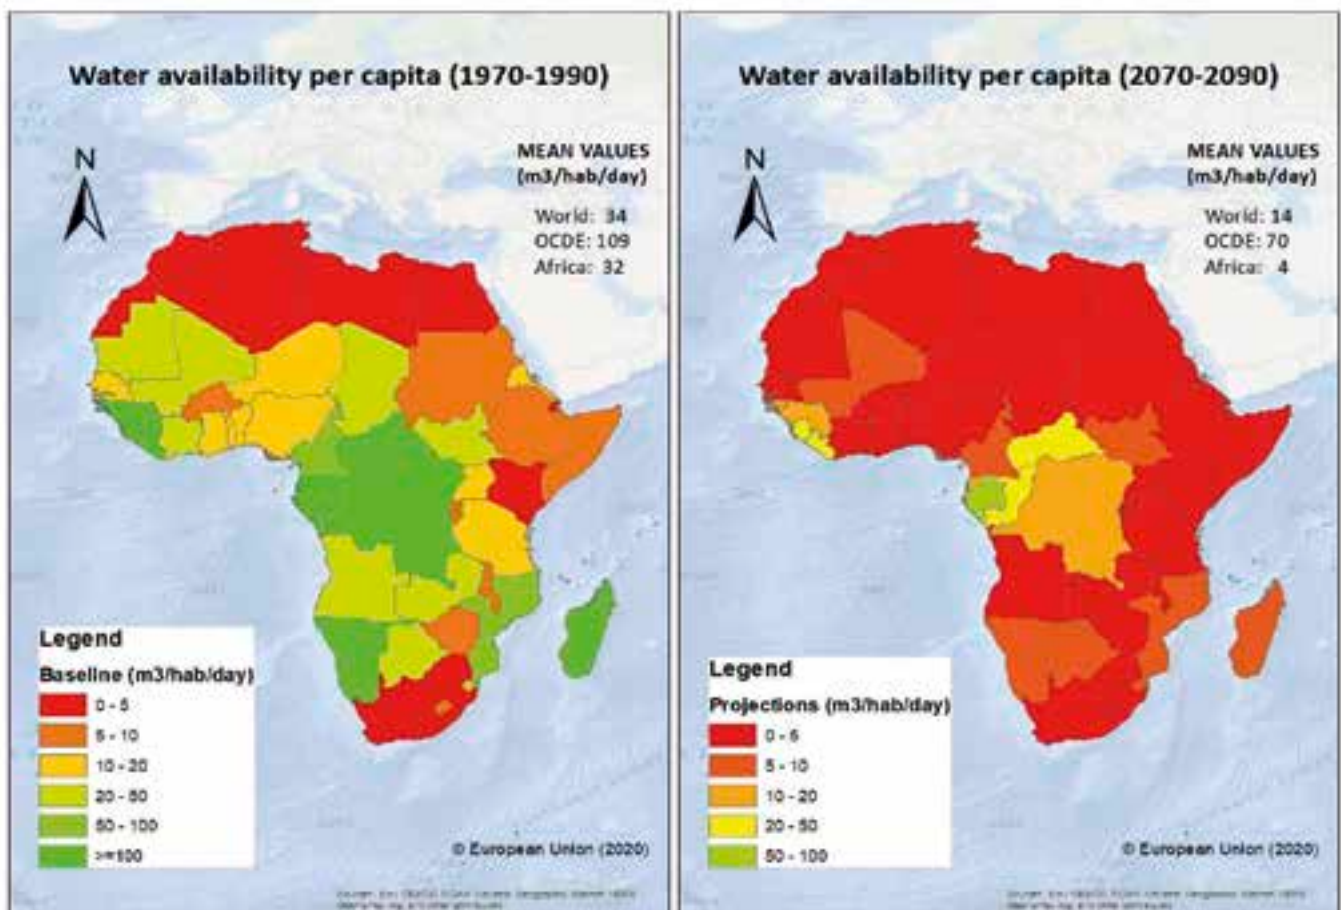 Water availability per capita (1970-1990)
N
MEAN VALUES
(m3/hab/day)
World: 34
OCDE: 109
Africa: 32
Legend
Baseline (m3/hab/day)
0 - 5
5 - 10
10 - 20
20 - 50
50 - 100
>=100
© European Union (2020)
Water availability per capita (2070-2090)
N
MEAN VALUES
(m3/hab/day)
World: 14
OCDE: 70
Africa: 4
Legend
Projections (m3/hab/day)
0 - 5
5 - 10
10 - 20
20 - 50
50 - 100
© European Union (2020)